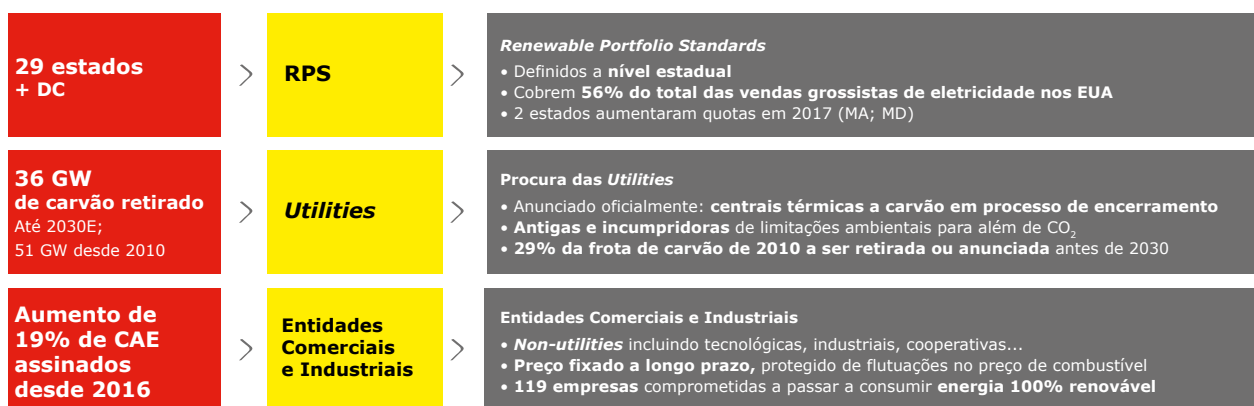 29 estados
+ DC
RPS
Renewable Portfolio Standards
• Definidos a nível estadual
• Cobrem 56% do total das vendas grossistas de eletricidade nos EUA
• 2 estados aumentaram quotas em 2017 (MA; MD)
36 GW
de carvão retirado
Até 2030E;
51 GW desde 2010
Utilities
Procura das Utilities
• Anunciado oficialmente: centrais térmicas a carvão em processo de encerramento
• Antigas e incumpridoras de limitações ambientais para além de CO2
• 29% da frota de carvão de 2010 a ser retirada ou anunciada antes de 2030
Aumento de
19% de CAE
assinados
desde 2016
Entidades
Comerciais
e Industriais
Entidades Comerciais e Industriais
• Non-utilities incluindo tecnológicas, industriais, cooperativas...
• Preço fixado a longo prazo, protegido de flutuações no preço de combustível
• 119 empresas comprometidas a passar a consumir energia 100% renovável